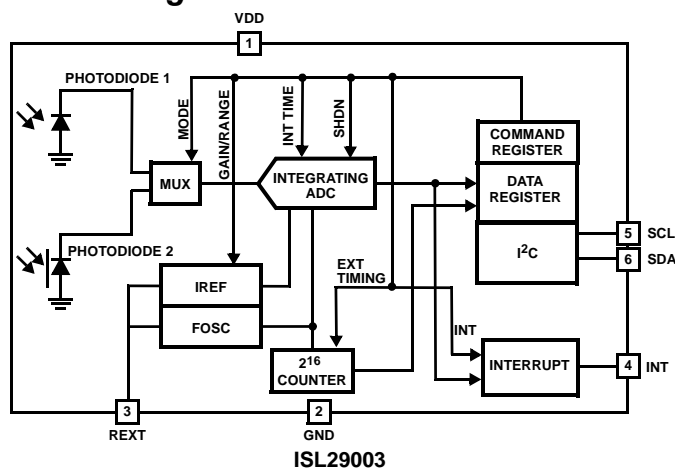 VDD
1
PHOTODIODE 1
MODE
GAIN/RANGE
INT TIME
SHDN
COMMAND
REGISTER
MUX
INTEGRATING
ADC
DATA
REGISTER
PHOTODIODE 2
I²C
5 SCL
6 SDA
EXT
TIMING
IREF
FOSC
INT
2¹⁶
COUNTER
INTERRUPT
4 INT
3
2
REXT
GND
ISL29003